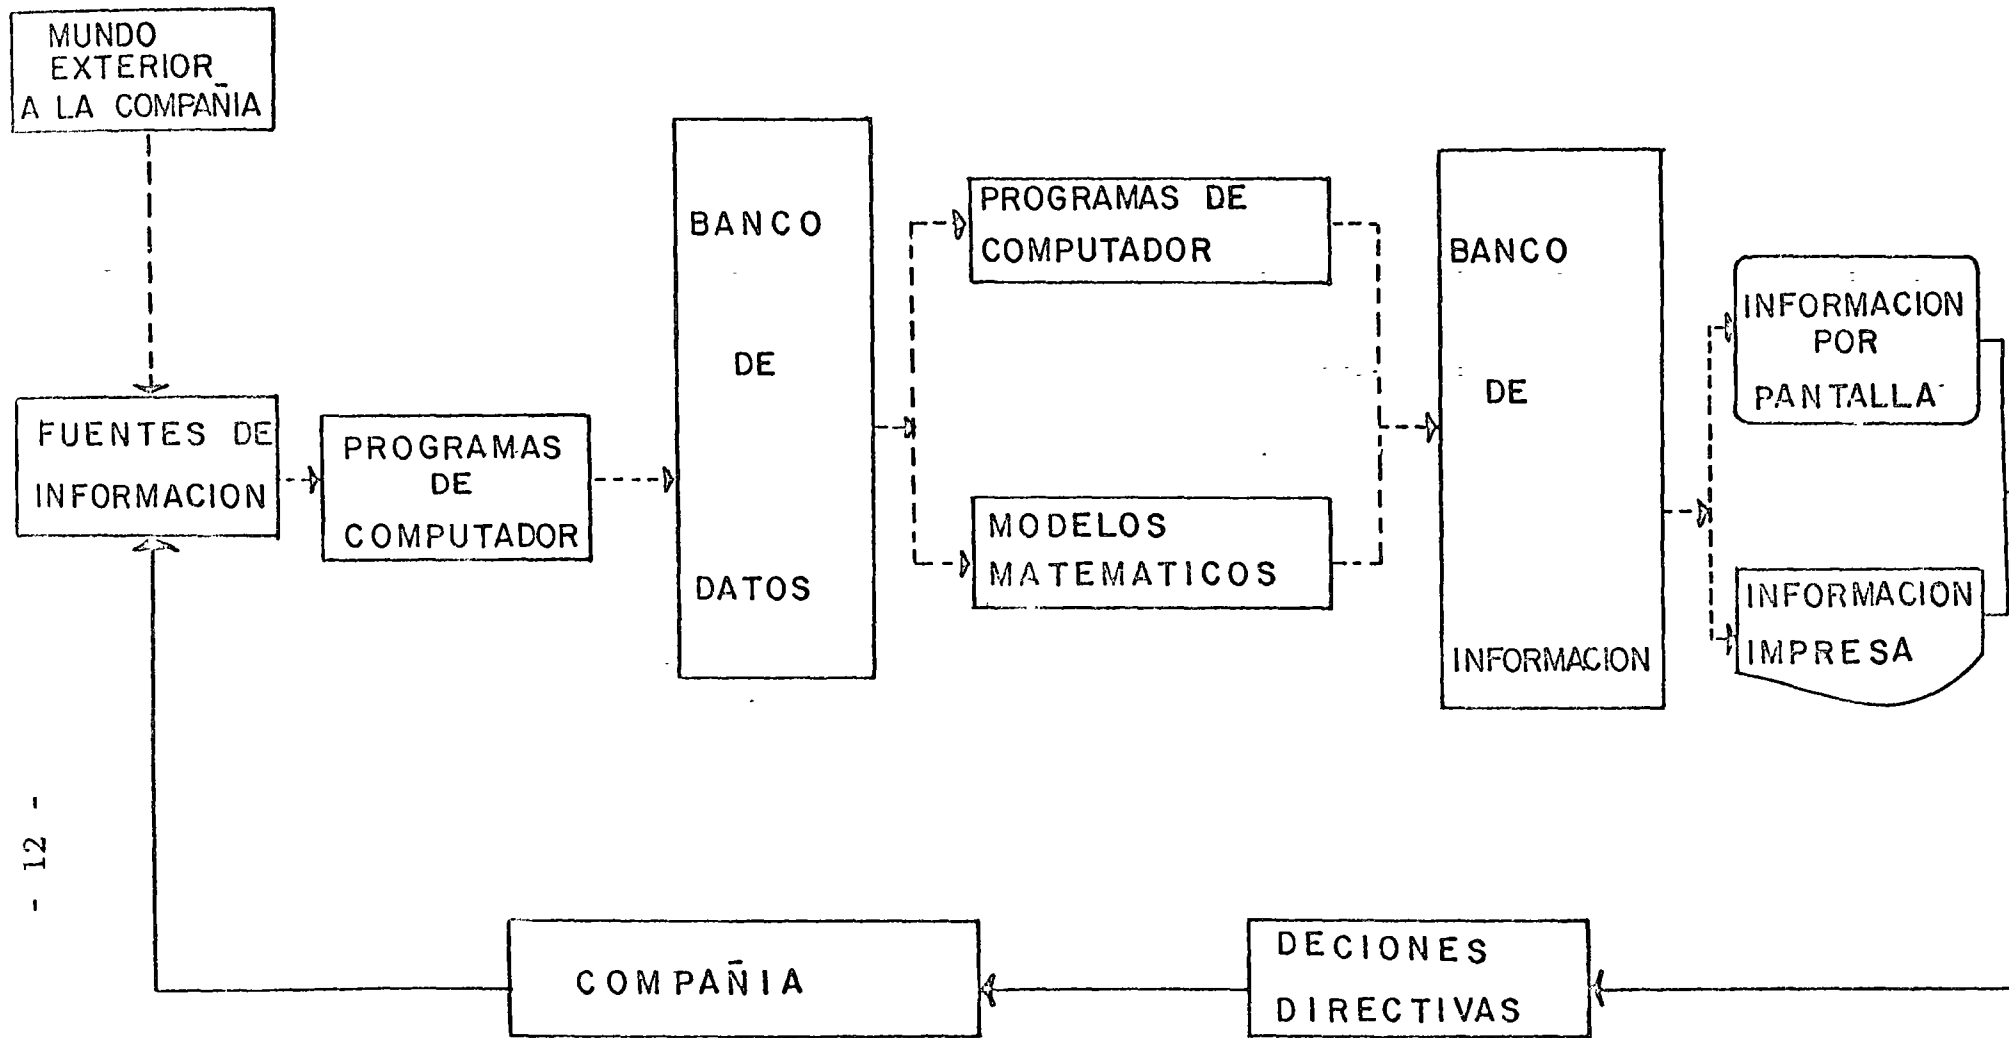 MUNDO
EXTERIOR
A LA COMPAÑIA
FUENTES DE
INFORMACION
PROGRAMAS
DE
COMPUTADOR
BANCO
DE
DATOS
PROGRAMAS DE
COMPUTADOR
MODELOS
MATEMATICOS
BANCO
DE
INFORMACION
INFORMACION
POR
PANTALLA
INFORMACION
IMPRESA
DECIONES
DIRECTIVAS
COMPAÑIA
- 12 -